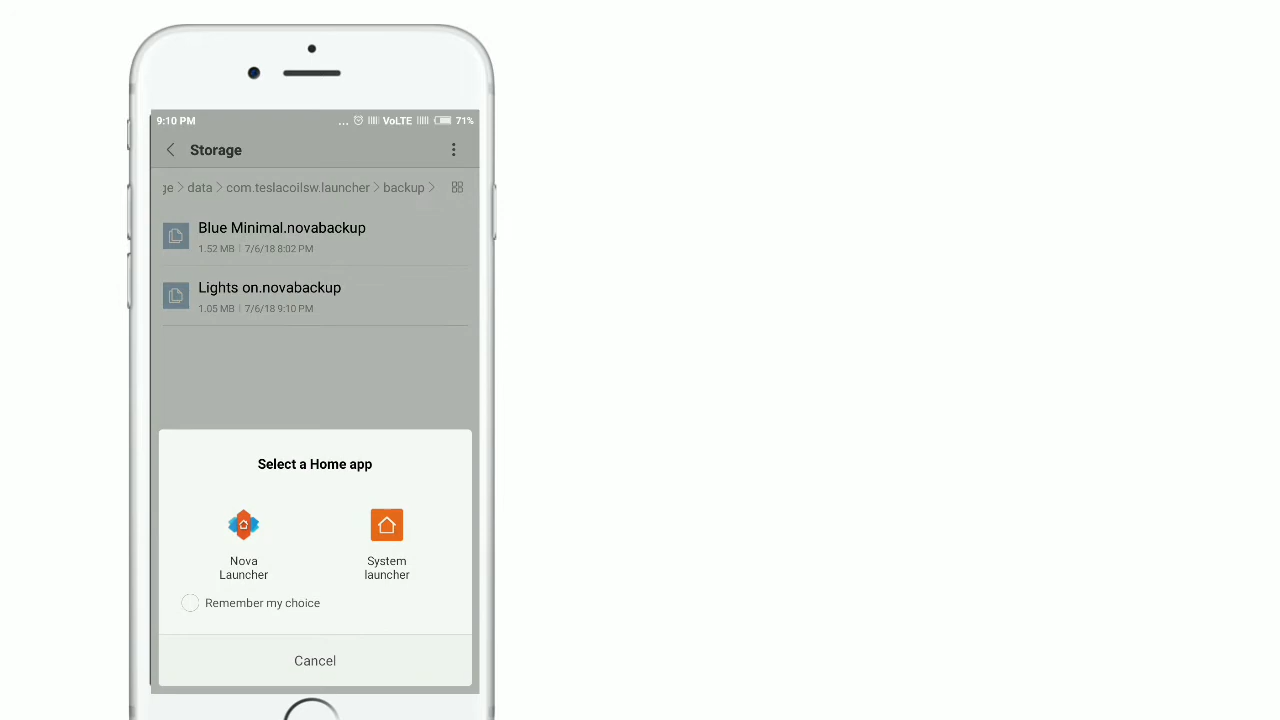 9:10 PM ... VoLTE 71%
Storage
ge > data > com.teslacoilsw.launcher > backup >
Blue Minimal.novabackup
1.52 MB | 7/6/18 8:02 PM
Lights on.novabackup
1.05 MB | 7/6/18 9:10 PM
Select a Home app
Nova
Launcher
System
launcher
Remember my choice
Cancel